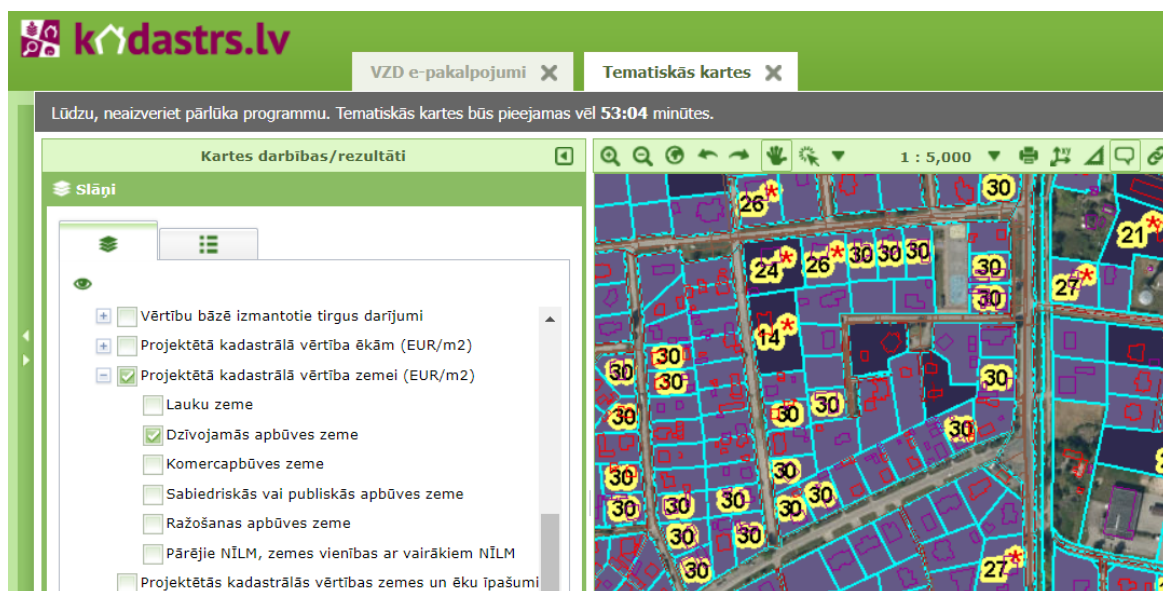 kadastrs.lv
VZD e-pakalpojumi
Tematiskās kartes
Lūdzu, neaizveriet pārlūka programmu. Tematiskās kartes būs pieejamas vēl 53:04 minūtes.
Kartes darbības/rezultāti
1 : 5,000
Slāņi
Vērtību bāzē izmantotie tirgus darījumi
Projektētā kadastrālā vērtība ēkām (EUR/m2)
Projektētā kadastrālā vērtība zemei (EUR/m2)
Lauku zeme
Dzīvojamās apbūves zeme
Komercapbūves zeme
Sabiedriskās vai publiskās apbūves zeme
Ražošanas apbūves zeme
Pārējie NĪLM, zemes vienības ar vairākiem NĪLM
Projektētās kadastrālās vērtības zemes un ēku īpašumi
30
26*
21*
24* 26* 30 30 30
30
27*
30
14*
30
30 30
30
30 30
30
30
30
30
30 30 30 30 30
30 30
30
27*